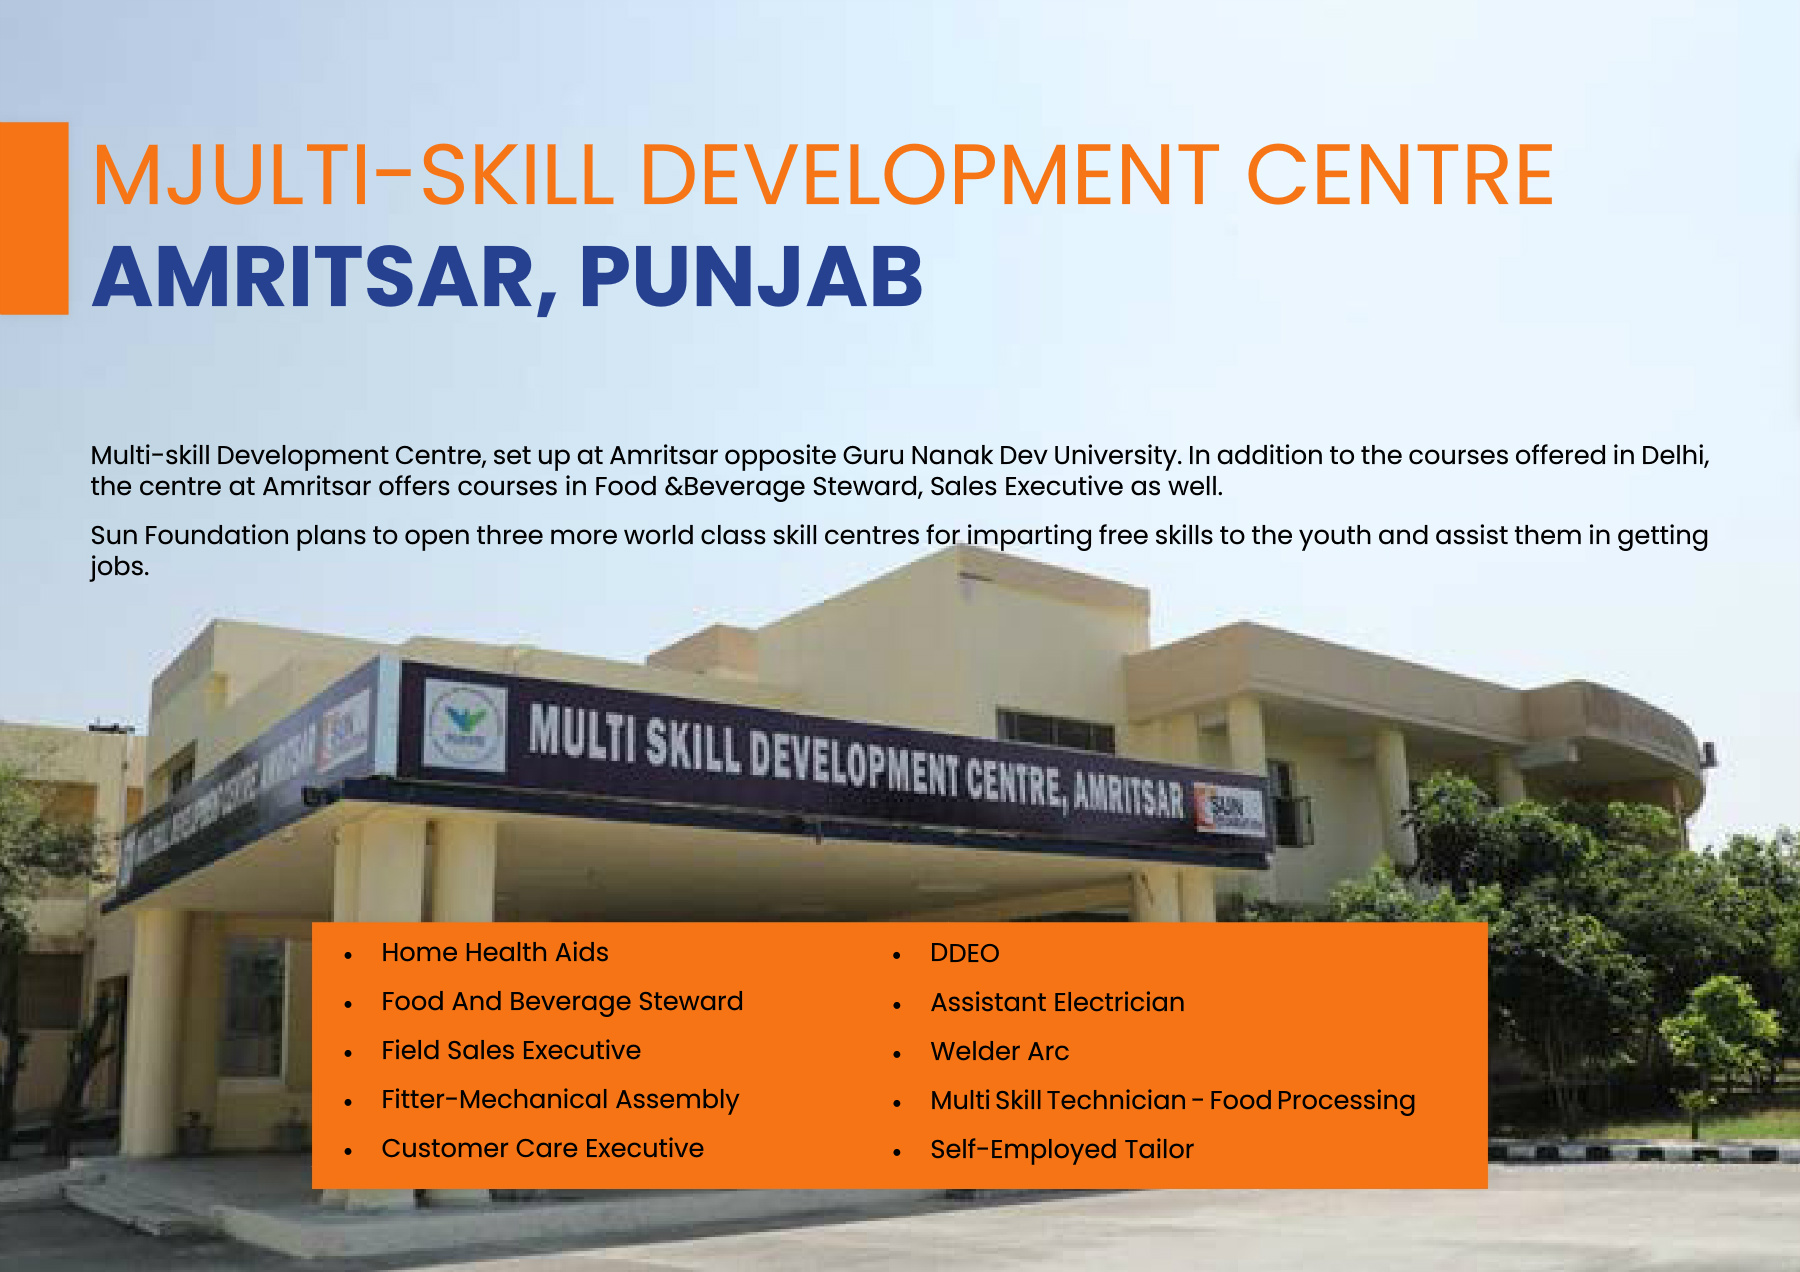 MJULTI-SKILL DEVELOPMENT CENTRE
AMRITSAR, PUNJAB
Multi-skill Development Centre, set up at Amritsar opposite Guru Nanak Dev University. In addition to the courses offered in Delhi,
the centre at Amritsar offers courses in Food &Beverage Steward, Sales Executive as well.
Sun Foundation plans to open three more world class skill centres for imparting free skills to the youth and assist them in getting
jobs.
MULTI SKILL DEVELOPMENT CENTRE, AMRITSAR
SUN
AMRITSAR
SUN
• Home Health Aids
• Food And Beverage Steward
• Field Sales Executive
• Fitter-Mechanical Assembly
• Customer Care Executive
• DDEO
• Assistant Electrician
• Welder Arc
• Multi Skill Technician - Food Processing
• Self-Employed Tailor